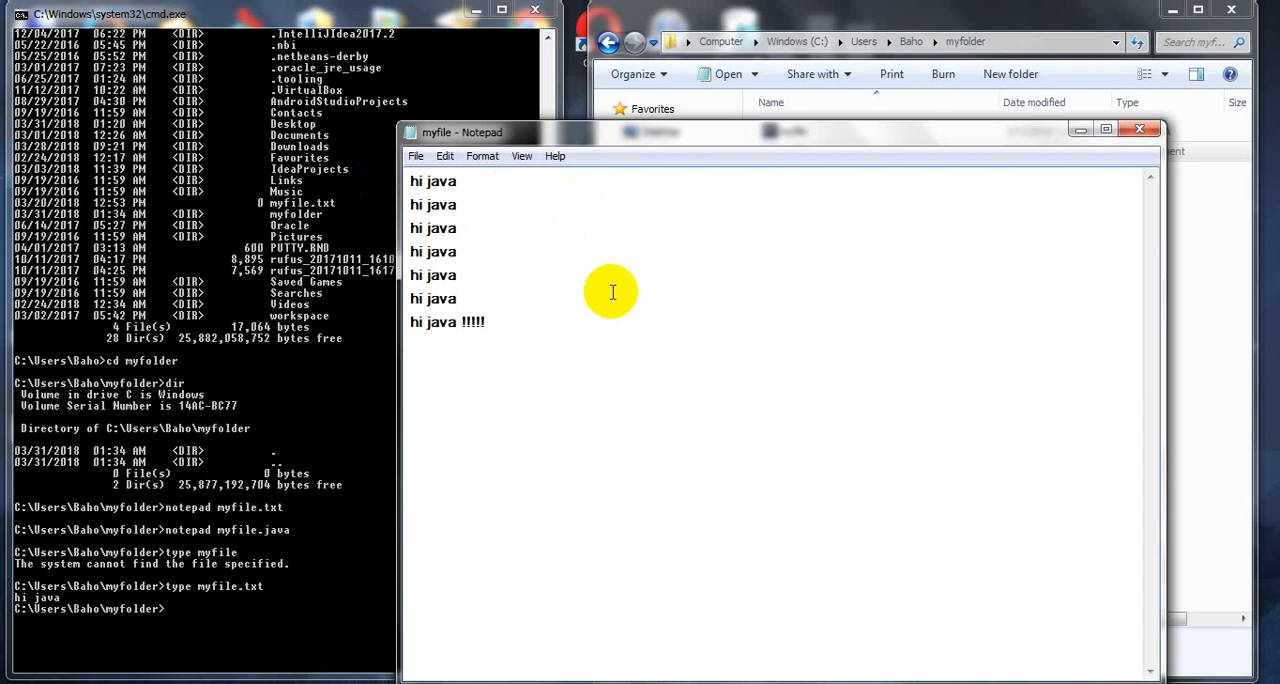 C:\Windows\system32\cmd.exe
12/04/2017 06:22 PM <DIR> .IntelliJIdea2017.2
05/22/2016 05:45 PM <DIR> .nbi
05/25/2016 05:52 PM <DIR> .netbeans-derby
03/01/2017 07:23 PM <DIR> .oracle_jre_usage
06/25/2017 01:24 AM <DIR> .tooling
11/12/2017 10:22 AM <DIR> .VirtualBox
08/29/2017 04:30 PM <DIR> AndroidStudioProjects
09/19/2016 11:59 AM <DIR> Contacts
03/31/2018 01:20 AM <DIR> Desktop
03/01/2018 12:26 AM <DIR> Documents
03/28/2018 09:21 PM <DIR> Downloads
02/24/2018 12:17 AM <DIR> Favorites
03/31/2018 11:39 PM <DIR> IdeaProjects
09/19/2016 11:59 AM <DIR> Links
09/19/2016 11:59 AM <DIR> Music
03/20/2018 12:53 PM 0 myfile.txt
03/31/2018 01:34 AM <DIR> myfolder
06/14/2017 05:27 PM <DIR> Oracle
09/19/2016 11:59 AM <DIR> Pictures
04/01/2017 03:13 AM 600 PUTTY.RND
10/11/2017 04:17 PM 8,895 rufus_20171011_1610
10/11/2017 04:25 PM 7,569 rufus_20171011_1617
09/19/2016 11:59 AM <DIR> Saved Games
09/19/2016 11:59 AM <DIR> Searches
02/24/2018 12:34 AM <DIR> Videos
03/02/2017 05:42 PM <DIR> workspace
4 File(s) 17,064 bytes
28 Dir(s) 25,882,058,752 bytes free
C:\Users\Baho>cd myfolder
C:\Users\Baho\myfolder>dir
Volume in drive C is Windows
Volume Serial Number is 14AC-BC77
Directory of C:\Users\Baho\myfolder
03/31/2018 01:34 AM <DIR> .
03/31/2018 01:34 AM <DIR> ..
0 File(s) 0 bytes
2 Dir(s) 25,877,192,704 bytes free
C:\Users\Baho\myfolder>notepad myfile.txt
C:\Users\Baho\myfolder>notepad myfile.java
C:\Users\Baho\myfolder>type myfile
The system cannot find the file specified.
C:\Users\Baho\myfolder>type myfile.txt
hi java
C:\Users\Baho\myfolder>
Computer Windows (C:) Users Baho myfolder
Search myf...
Organize Open Share with Print Burn New folder
Favorites Name Date modified Type Size
myfile - Notepad
File Edit Format View Help
hi java
hi java
hi java
hi java
hi java
hi java
hi java !!!!!